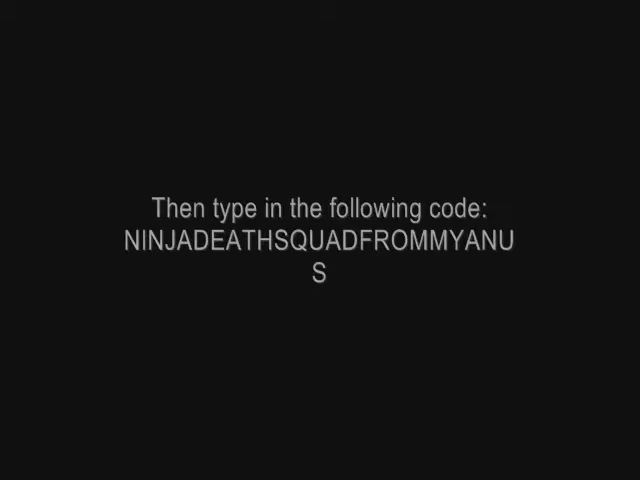 Then type in the following code:
NINJADEATHSQUADFROMMYANU
S